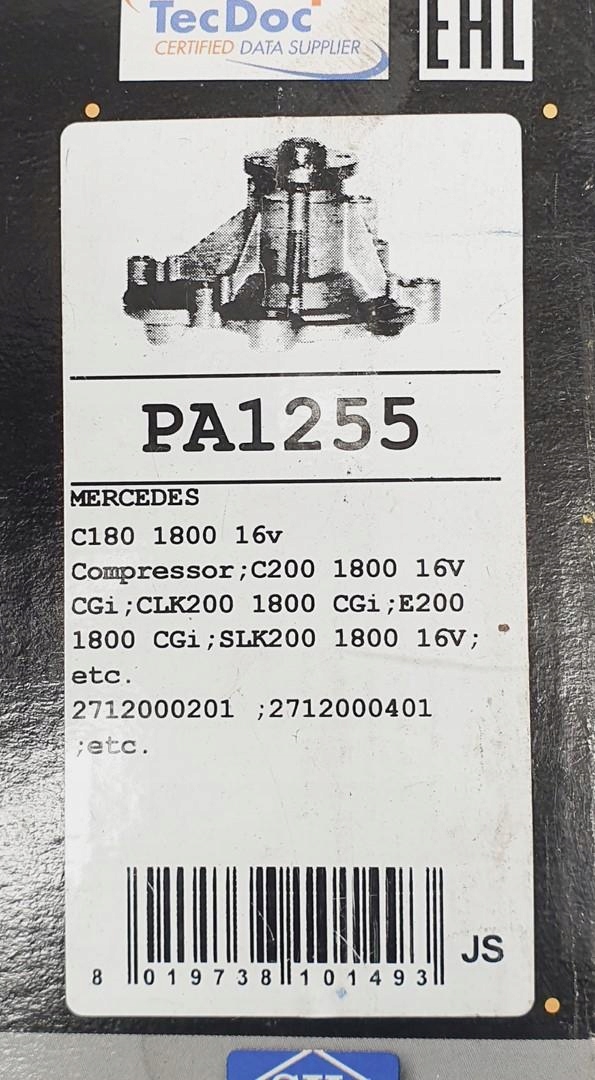 TecDoc
CERTIFIED DATA SUPPLIER
EAC
PA1255
MERCEDES
C180 1800 16v
Compressor;C200 1800 16V
CGi;CLK200 1800 CGi;E200
1800 CGi;SLK200 1800 16V;
etc.
2712000201 ;2712000401
;etc.
JS
8 019738 101493